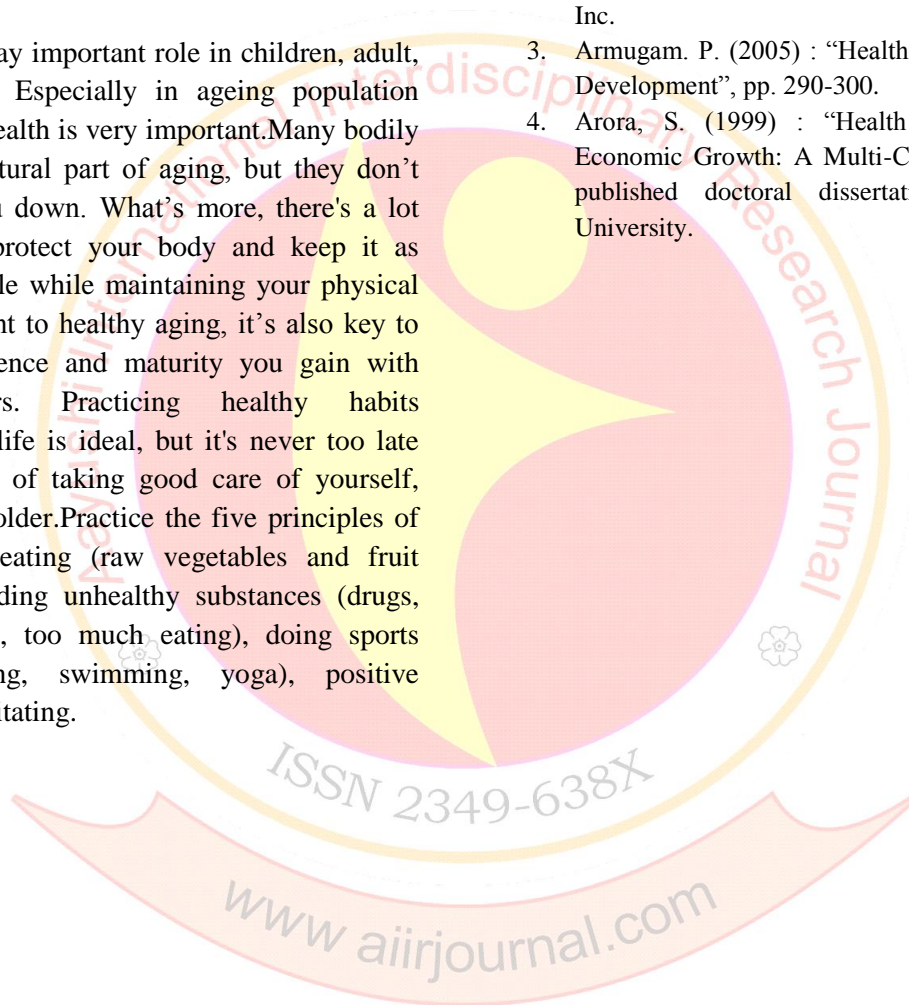 ay important role in children, adult,
Especially in ageing population
ealth is very important.Many bodily
tural part of aging, but they don’t
u down. What’s more, there's a lot
protect your body and keep it as
le while maintaining your physical
nt to healthy aging, it’s also key to
ence and maturity you gain with
rs. Practicing healthy habits
life is ideal, but it's never too late
of taking good care of yourself,
older.Practice the five principles of
eating (raw vegetables and fruit
ding unhealthy substances (drugs,
, too much eating), doing sports
ng, swimming, yoga), positive
itating.
Inc.
3. Armugam. P. (2005) : “Health
Development”, pp. 290-300.
4. Arora, S. (1999) : “Health
Economic Growth: A Multi-C
published doctoral dissertat
University.
Aayushi International Interdisciplinary Research Journal
ISSN 2349-638X
www aiirjournal.com